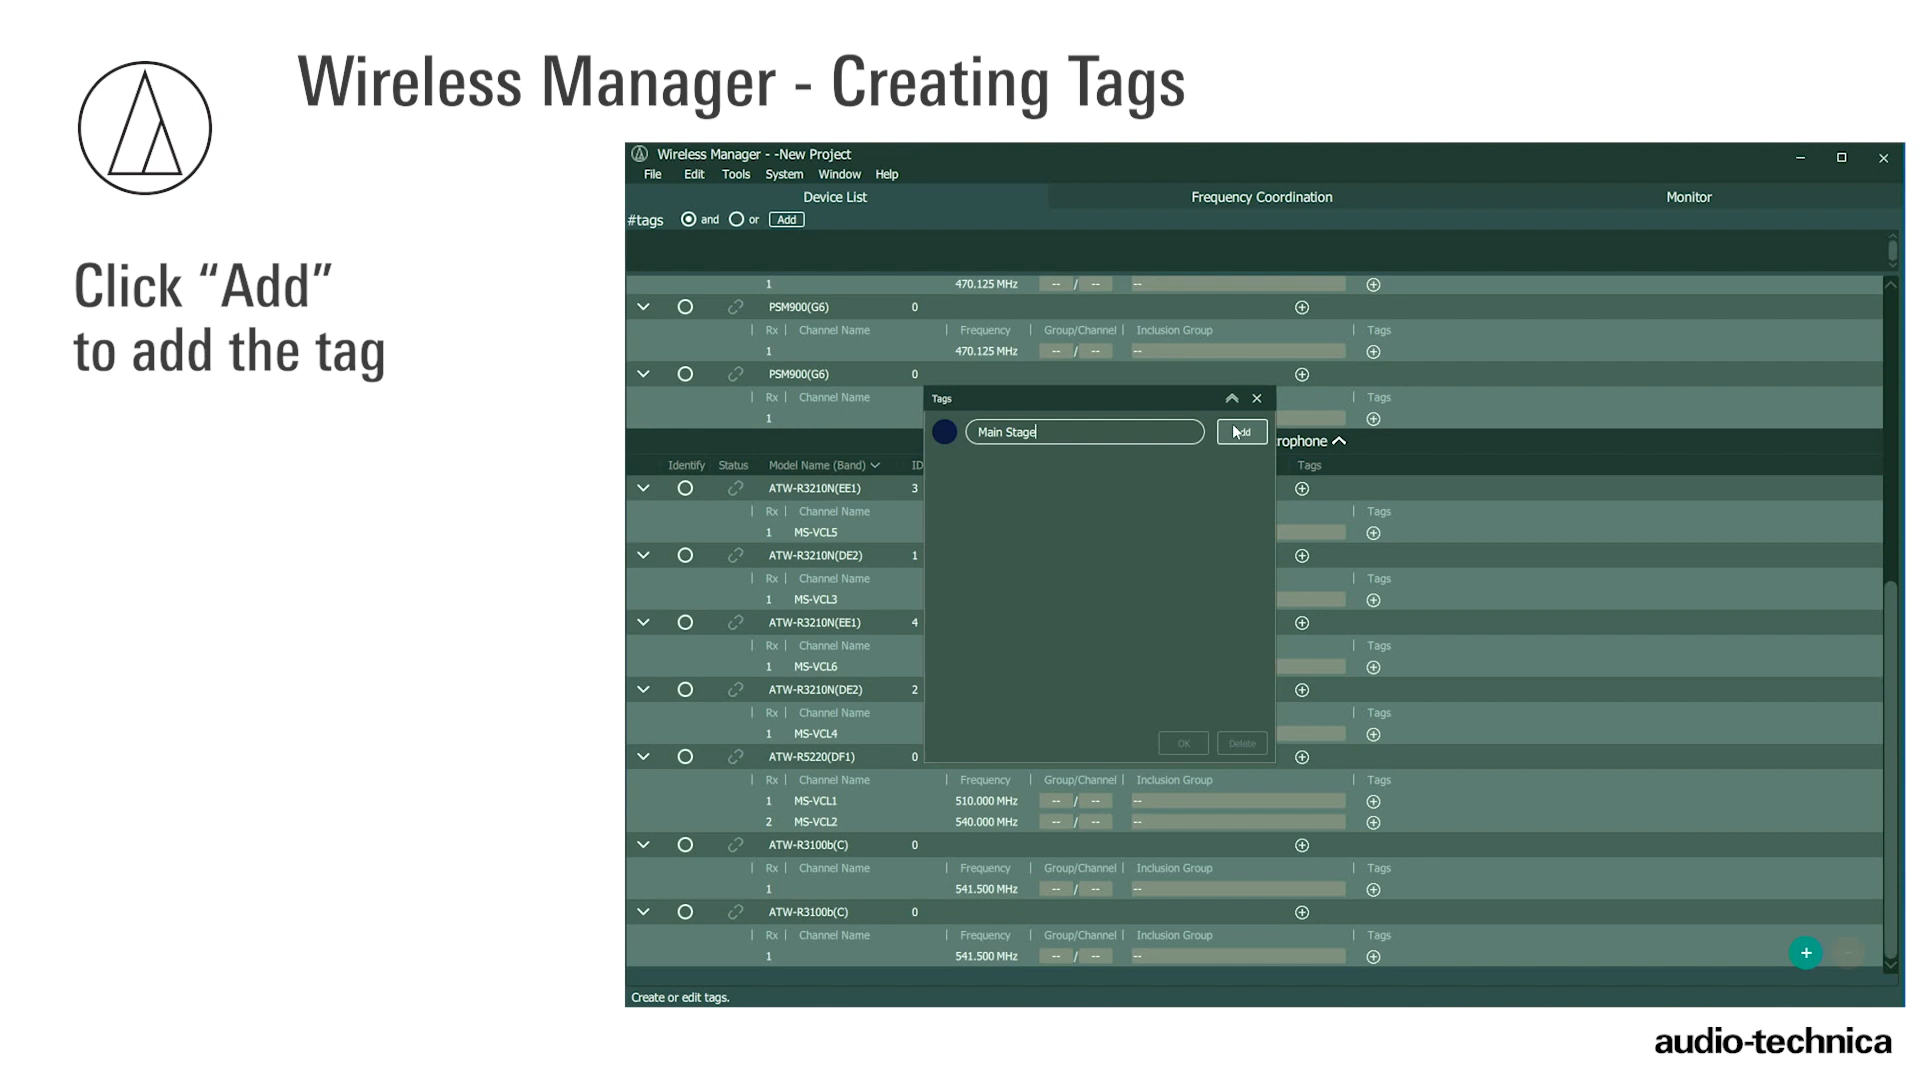 Wireless Manager - Creating Tags
Click “Add”
to add the tag
Wireless Manager - -New Project
File Edit Tools System Window Help
Device List Frequency Coordination Monitor
#tags and or Add
1 470.125 MHz -- / -- --
PSM900(G6) 0
| Rx | Channel Name | Frequency | Group/Channel | Inclusion Group | Tags
1 470.125 MHz -- / -- --
PSM900(G6) 0
| Rx | Channel Name | Tags
1
Tags
Main Stage
rophone
Identify Status Model Name (Band) ID Tags
ATW-R3210N(EE1) 3
| Rx | Channel Name | Tags
1 MS-VCL5
ATW-R3210N(DE2) 1
| Rx | Channel Name | Tags
1 MS-VCL3
ATW-R3210N(EE1) 4
| Rx | Channel Name | Tags
1 MS-VCL6
ATW-R3210N(DE2) 2
| Rx | Channel Name | Tags
1 MS-VCL4
OK Delete
ATW-R5220(DF1) 0
| Rx | Channel Name | Frequency | Group/Channel | Inclusion Group | Tags
1 MS-VCL1 510.000 MHz -- / -- --
2 MS-VCL2 540.000 MHz -- / -- --
ATW-R3100b(C) 0
| Rx | Channel Name | Frequency | Group/Channel | Inclusion Group | Tags
1 541.500 MHz -- / -- --
ATW-R3100b(C) 0
| Rx | Channel Name | Frequency | Group/Channel | Inclusion Group | Tags
1 541.500 MHz -- / -- --
Create or edit tags.
audio-technica